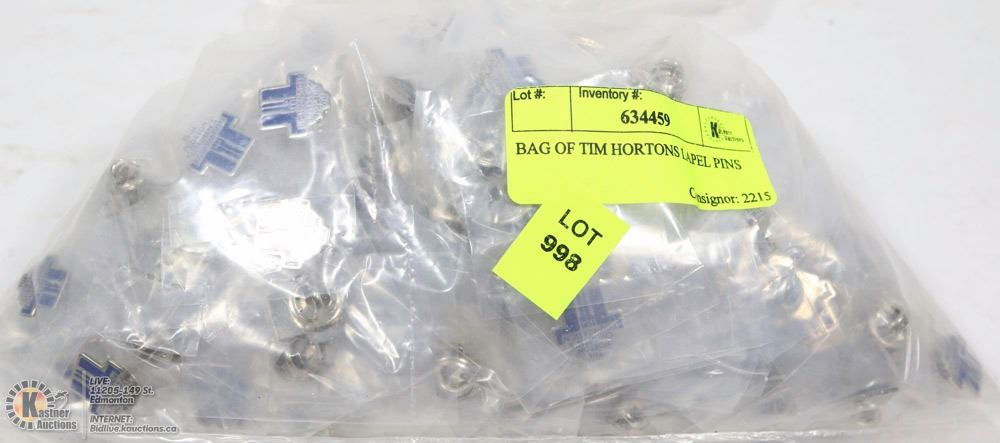 Lot #:
Inventory #:
634459
BAG OF TIM HORTONS LAPEL PINS
Consignor: 2215
LOT
998
K
Kastner
Auctions
LIVE:
11205-149 St.
Edmonton
INTERNET:
Bidlive.kauctions.ca